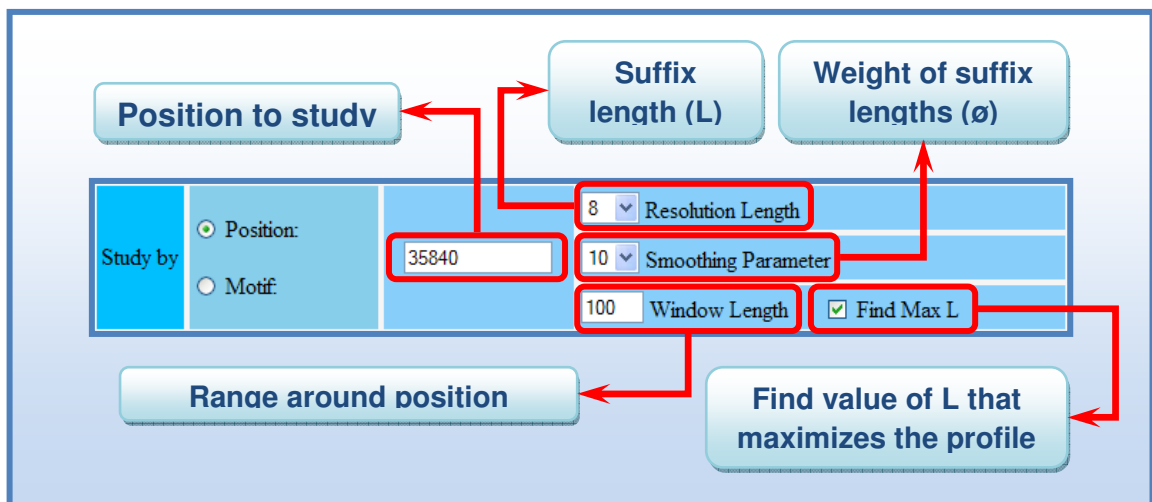 Suffix
length (L)
Weight of suffix
lengths (ø)
Position to study
Study by
Position:
Motif:
35840
8 Resolution Length
10 Smoothing Parameter
100 Window Length
Find Max L
Range around position
Find value of L that
maximizes the profile